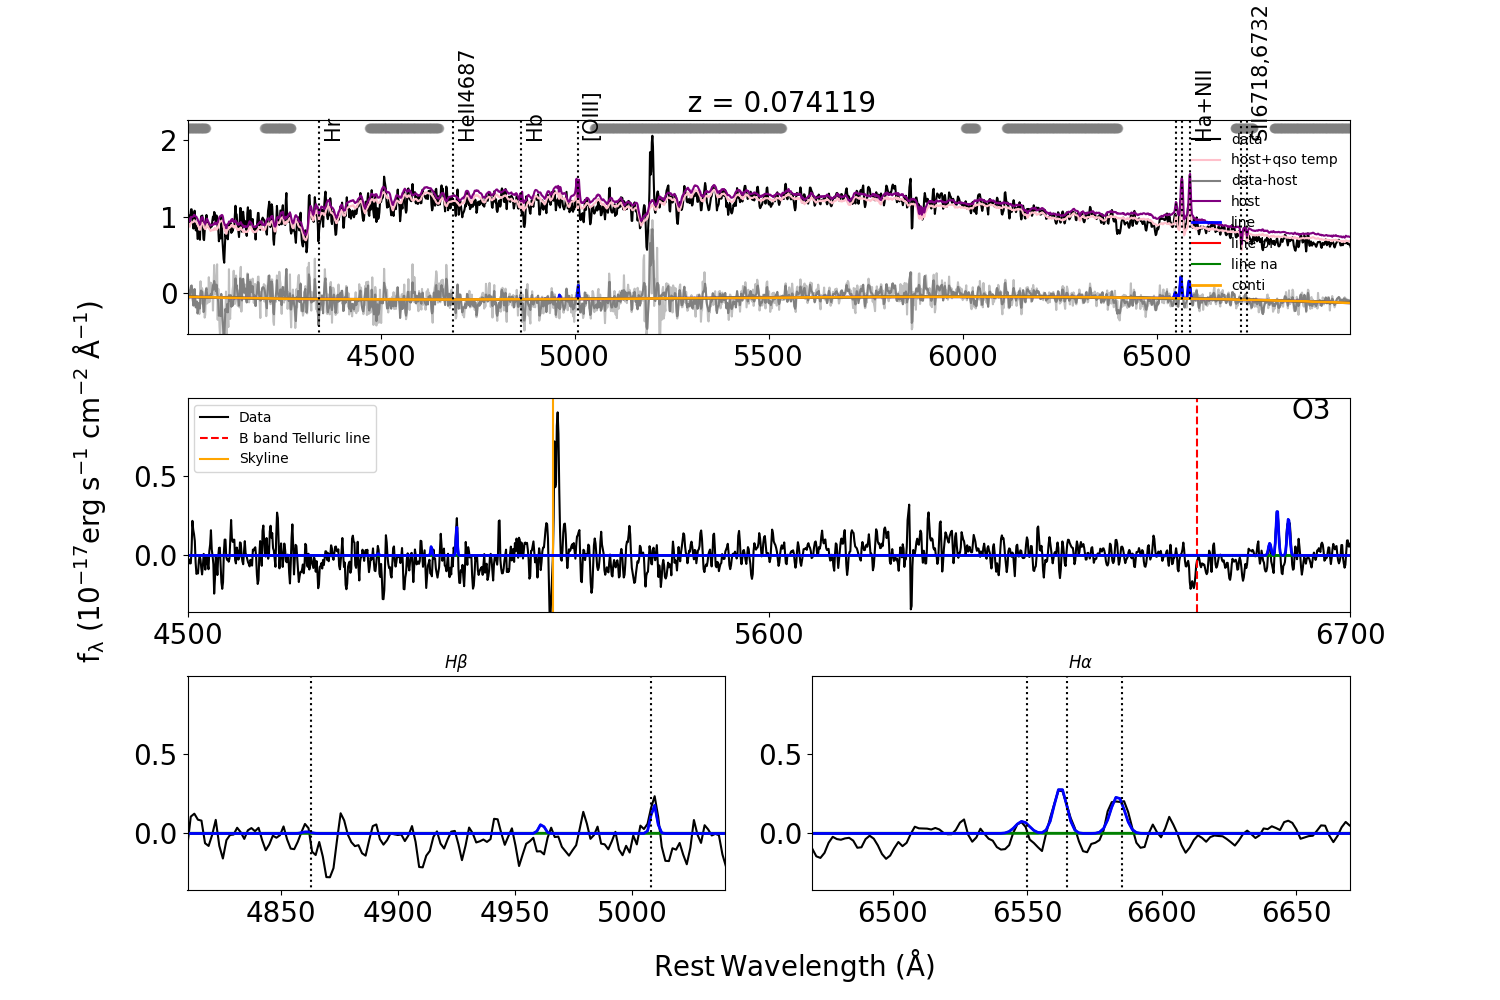 z = 0.074119
Hr
HeII4687
Hb
[OIII]
Ha+NII
SII6718,6732
data
host+qso temp
data-host
host
line
line br
line na
conti
2
1
0
4500
5000
5500
6000
6500
fλ (10−17erg s−1 cm−2 Å−1)
O3
Data
B band Telluric line
Skyline
0.5
0.0
4500
5600
6700
Hβ
0.5
0.0
4850
4900
4950
5000
Hα
0.5
0.0
6500
6550
6600
6650
Rest Wavelength (Å)